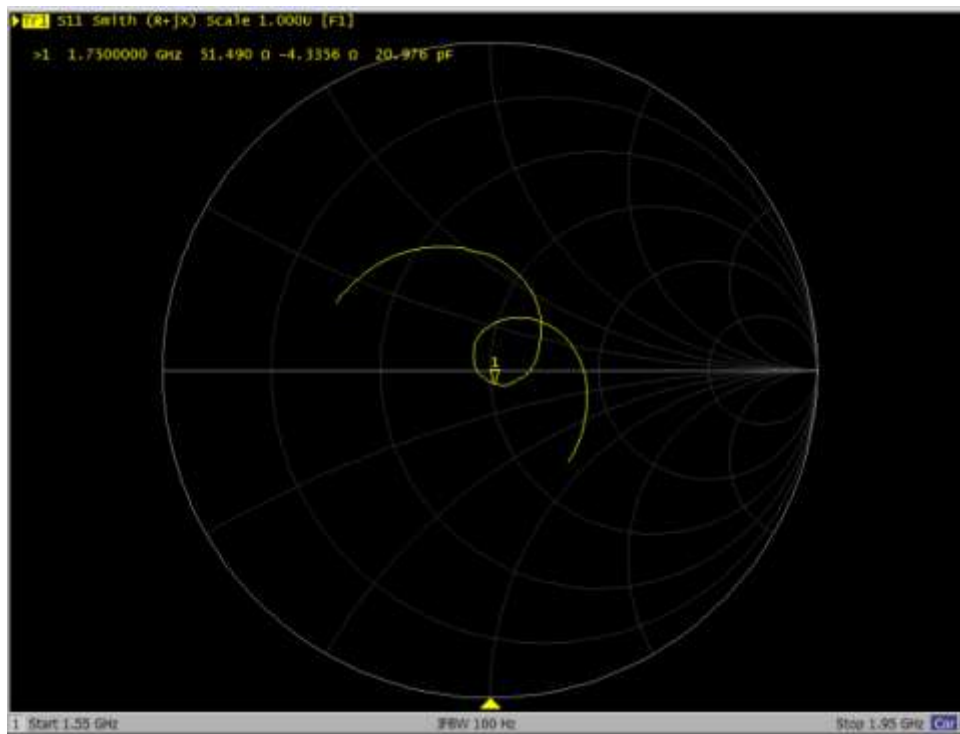 Tr1 S11 Smith (R+jX) Scale 1.000U [F1]
>1 1.7500000 GHz 51.490 Ω -4.3356 Ω 20.976 pF
1
1 Start 1.55 GHz IFBW 100 Hz Stop 1.95 GHz Cor